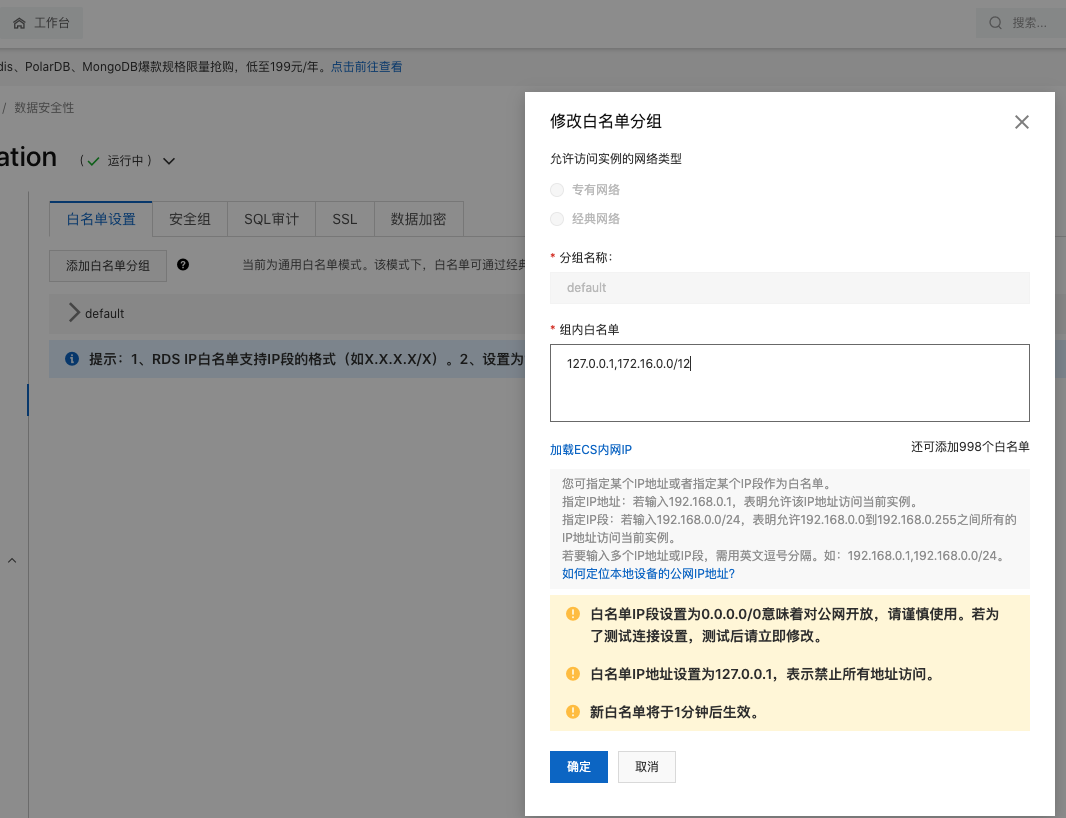 工作台
搜索...
dis、PolarDB、MongoDB爆款规格限量抢购，低至199元/年。点击前往查看
/ 数据安全性
ation （ 运行中 ）
白名单设置 安全组 SQL审计 SSL 数据加密
添加白名单分组 ? 当前为通用白名单模式。该模式下，白名单可通过经典
default
提示：1、RDS IP白名单支持IP段的格式（如X.X.X.X/X）。2、设置为
修改白名单分组
允许访问实例的网络类型
专有网络
经典网络
* 分组名称：
default
* 组内白名单
127.0.0.1,172.16.0.0/12
加载ECS内网IP 还可添加998个白名单
您可指定某个IP地址或者指定某个IP段作为白名单。
指定IP地址：若输入192.168.0.1，表明允许该IP地址访问当前实例。
指定IP段：若输入192.168.0.0/24，表明允许192.168.0.0到192.168.0.255之间所有的
IP地址访问当前实例。
若要输入多个IP地址或IP段，需用英文逗号分隔。如：192.168.0.1,192.168.0.0/24。
如何定位本地设备的公网IP地址?
白名单IP段设置为0.0.0.0/0意味着对公网开放，请谨慎使用。若为
了测试连接设置，测试后请立即修改。
白名单IP地址设置为127.0.0.1，表示禁止所有地址访问。
新白名单将于1分钟后生效。
确定 取消